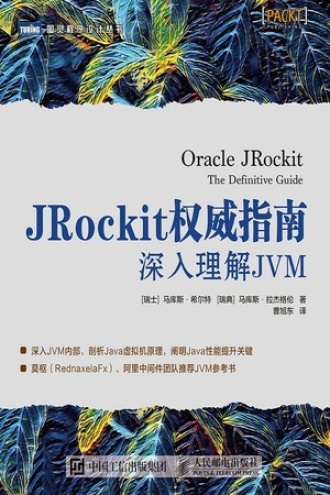 TURING 图灵程序设计丛书
[PACKT]
PUBLISHING
Oracle JRockit
The Definitive Guide
JRockit权威指南
深入理解JVM
[瑞士] 马库斯·希尔特 [瑞典] 马库斯·拉杰格伦 著
曹旭东 译
深入JVM内部，剖析Java虚拟机原理，阐明Java性能提升关键
莫枢（RednaxelaFx）、阿里中间件团队推荐JVM参考书
中国工信出版集团
人民邮电出版社
POSTS & TELECOM PRESS